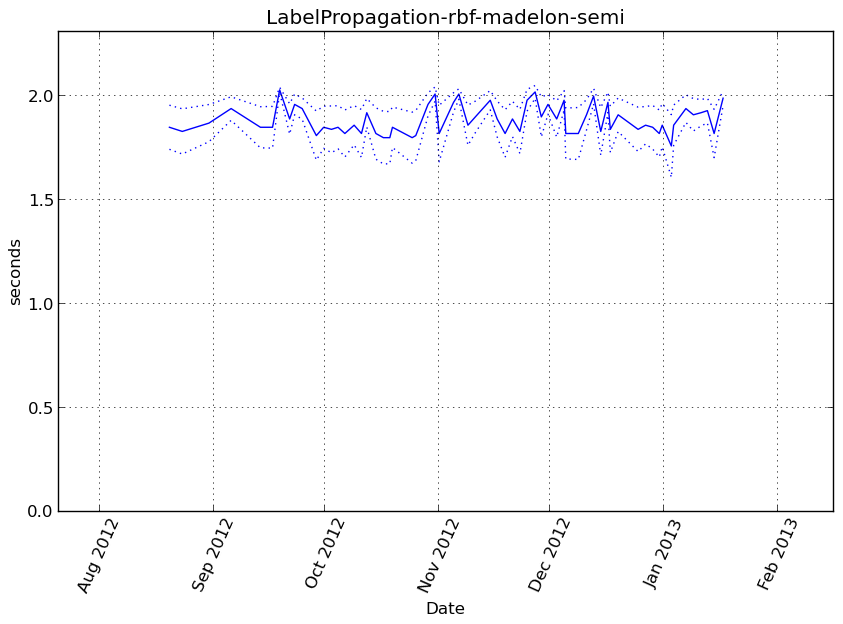 LabelPropagation-rbf-madelon-semi
2.0
1.5
1.0
0.5
0.0
seconds
Aug 2012
Sep 2012
Oct 2012
Nov 2012
Dec 2012
Jan 2013
Feb 2013
Date